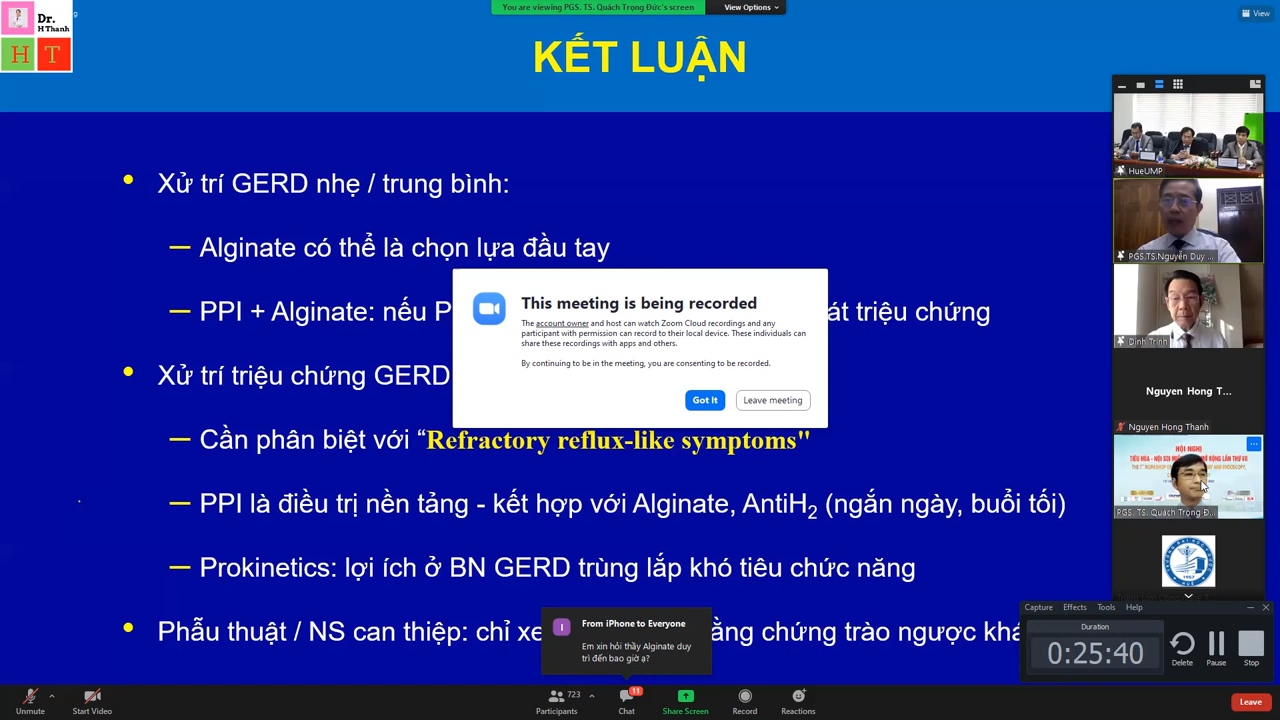 Dr.
H Thanh
H T
You are viewing PGS. TS. Quách Trọng Đức's screen
View Options
View
KẾT LUẬN
Xử trí GERD nhẹ / trung bình:
Alginate có thể là chọn lựa đầu tay
PPI + Alginate: nếu P
át triệu chứng
Xử trí triệu chứng GERD
Cần phân biệt với “Refractory reflux-like symptoms"
PPI là điều trị nền tảng - kết hợp với Alginate, AntiH2 (ngắn ngày, buổi tối)
Prokinetics: lợi ích ở BN GERD trùng lắp khó tiêu chức năng
Phẫu thuật / NS can thiệp: chỉ xe
ằng chứng trào ngược khá
This meeting is being recorded
The account owner and host can watch Zoom Cloud recordings and any
participant with permission can record to their local device. These individuals can
share these recordings with apps and others.
By continuing to be in the meeting, you are consenting to be recorded.
Got It
Leave meeting
HueUMP
PGS.TS.Nguyễn Duy ...
Dinh Trinh
Nguyen Hong T...
Nguyen Hong Thanh
HỘI NGHỊ
PGS. TS. Quách Trọng Đ...
1957
I
From iPhone to Everyone
Em xin hỏi thầy Alginate duy
trì đến bao giờ ạ?
Capture Effects Tools Help
Duration
0:25:40
Delete
Pause
Stop
Unmute
Start Video
723
Participants
11
Chat
Share Screen
Record
Reactions
Leave